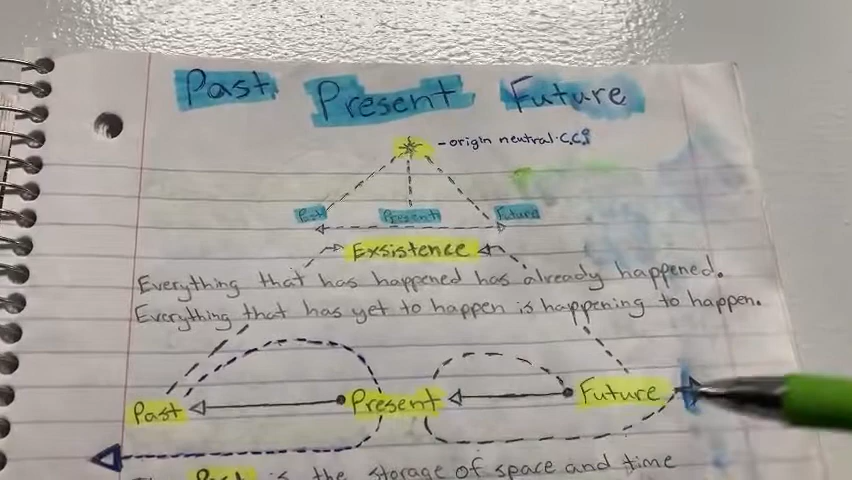 Past Present Future
- origin neutral.
Past Present Future
Exsistence
Everything that has happened has already happened.
Everything that has yet to happen is happening to happen.
Past Present Future
Past is the storage of space and time